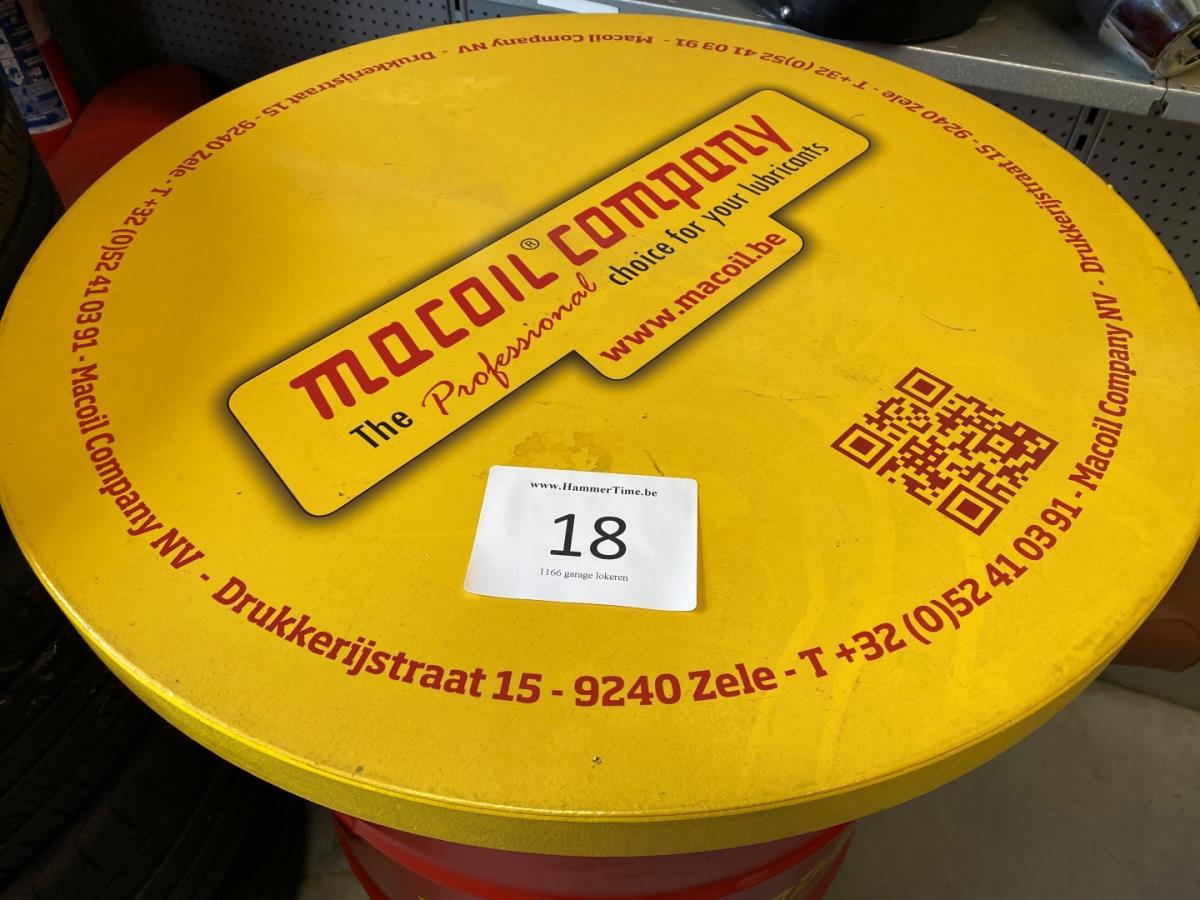 macoil® company
The Professional choice for your lubricants
www.macoil.be
www.HammerTime.be
18
1166 garage lokeren
Macoil Company NV - Drukkerijstraat 15 - 9240 Zele - T +32 (0)52 41 03 91 - Macoil Company NV - Drukkerijstraat 15 - 9240 Zele - T +32 (0)52 41 03 91 - Macoil Company NV - Drukkerijstraat 15 - 9240 Zele - T +32 (0)52 41 03 91 -